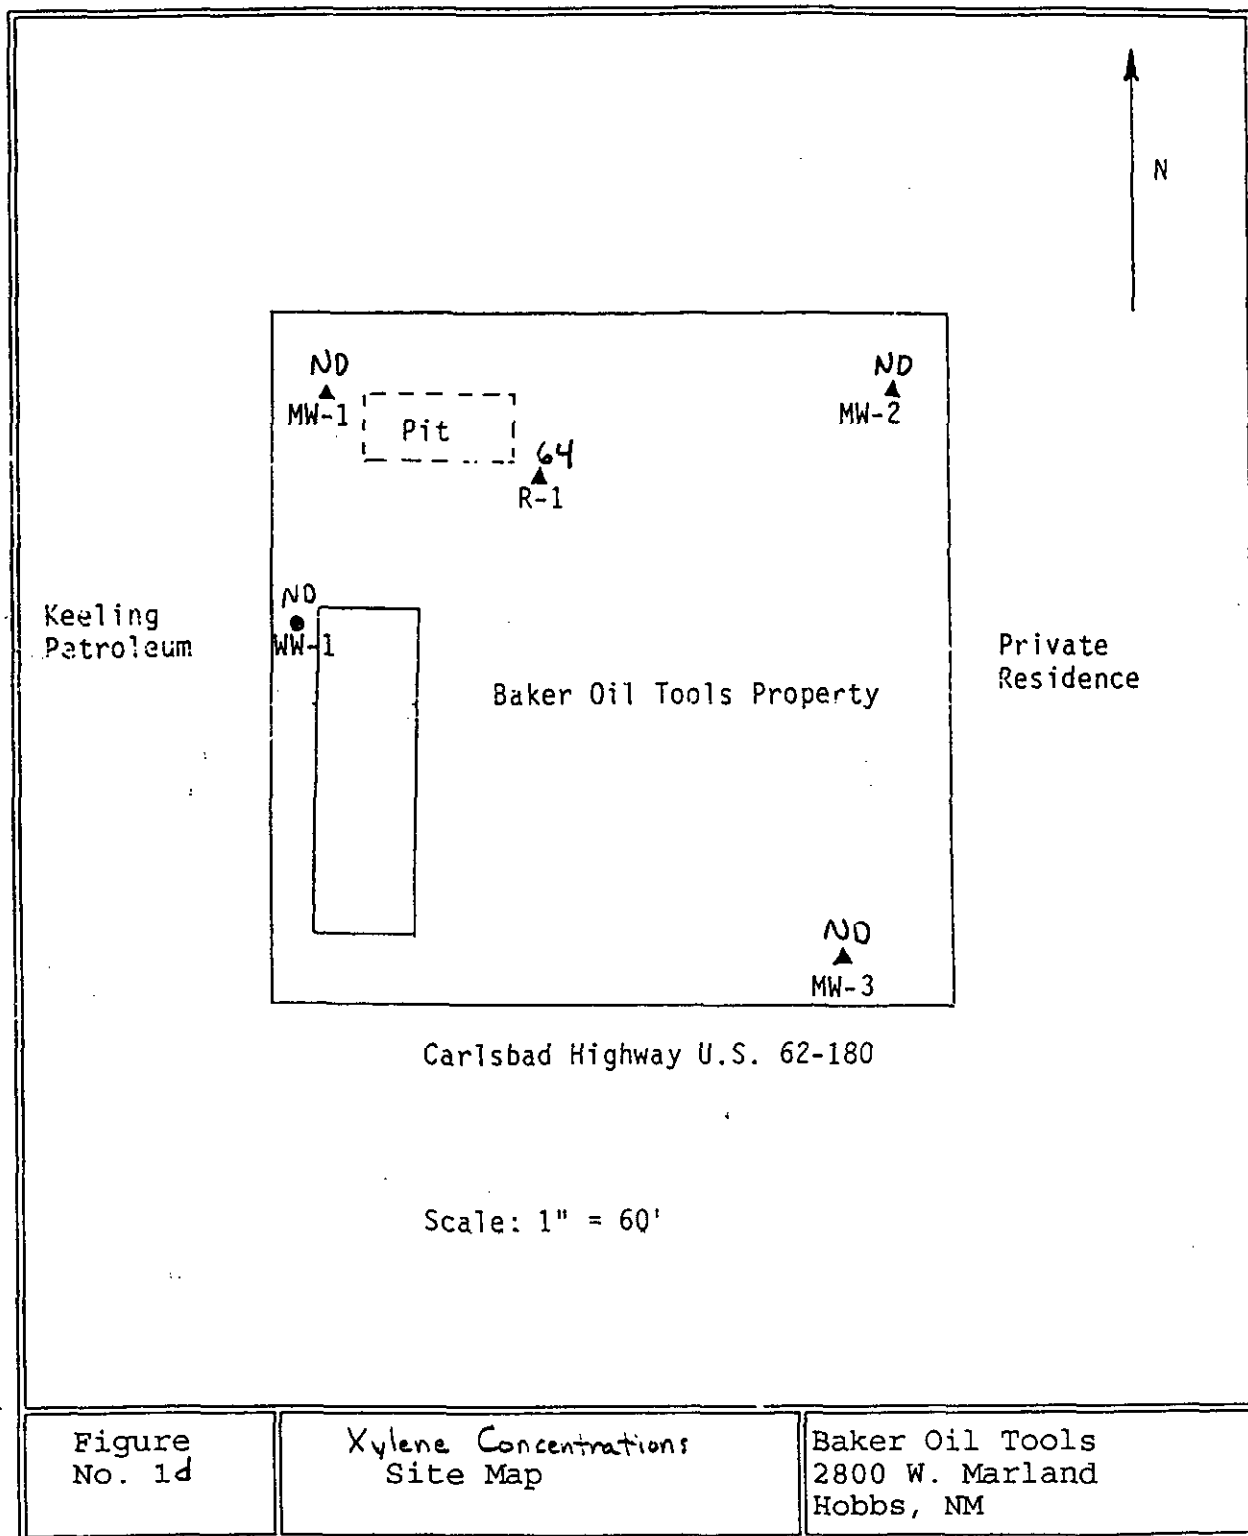 N
ND
MW-1
Pit
64
R-1
ND
MW-2
ND
WW-1
Keeling
Petroleum
Baker Oil Tools Property
Private
Residence
ND
MW-3
Carlsbad Highway U.S. 62-180
Scale: 1" = 60'
Figure
No. 1d
Xylene Concentrations
Site Map
Baker Oil Tools
2800 W. Marland
Hobbs, NM